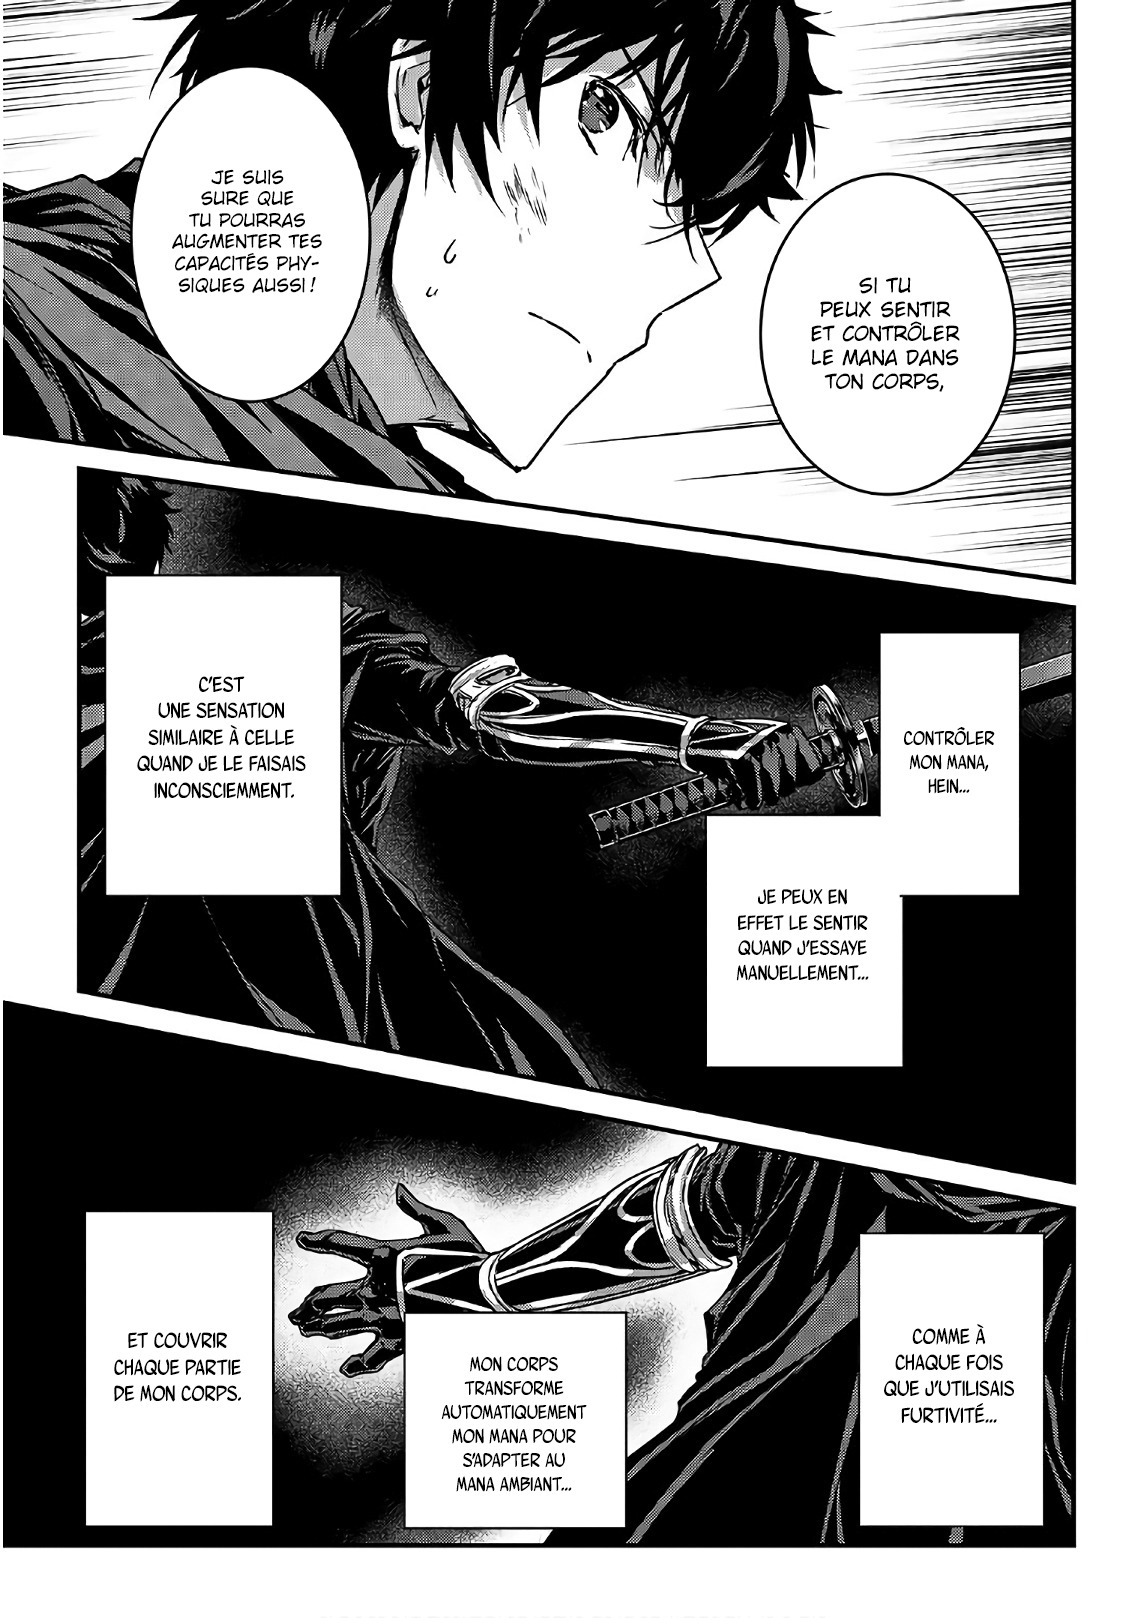 SI TU
PEUX SENTIR
ET CONTRÔLER
LE MANA DANS
TON CORPS,
JE SUIS
SURE QUE
TU POURRAS
AUGMENTER TES
CAPACITÉS PHY-
SIQUES AUSSI !
CONTRÔLER
MON MANA,
HEIN...
JE PEUX EN
EFFET LE SENTIR
QUAND J'ESSAYE
MANUELLEMENT...
C'EST
UNE SENSATION
SIMILAIRE À CELLE
QUAND JE LE FAISAIS
INCONSCIEMMENT.
COMME À
CHAQUE FOIS
QUE J'UTILISAIS
FURTIVITÉ...
MON CORPS
TRANSFORME
AUTOMATIQUEMENT
MON MANA POUR
S'ADAPTER AU
MANA AMBIANT...
ET COUVRIR
CHAQUE PARTIE
DE MON CORPS.